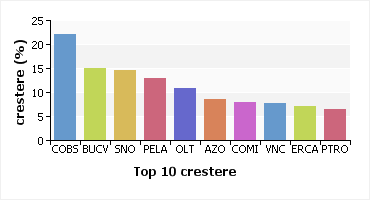 crestere (%)
25
20
15
10
5
0
COBS BUCV SNO PELA OLT AZO COMI VNC ERCA PTRO
Top 10 crestere